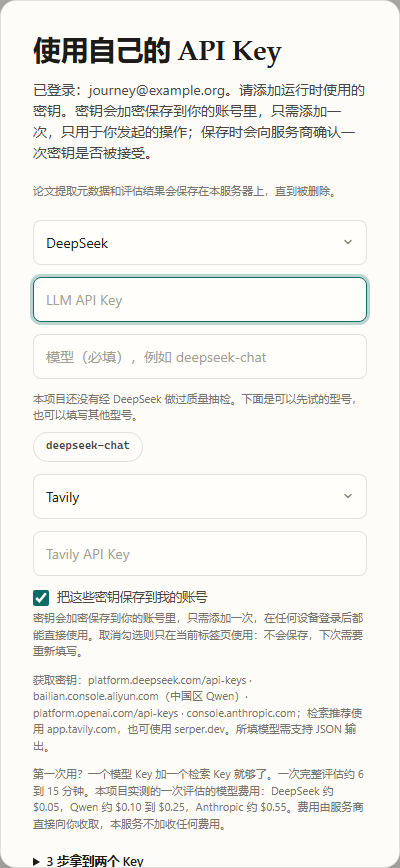 使用自己的 API Key
已登录：journey@example.org。请添加运行时使用的
密钥。密钥会加密保存到你的账号里，只需添加一
次，只用于你发起的操作；保存时会向服务商确认一
次密钥是否被接受。
论文提取元数据和评估结果会保存在本服务器上，直到被删除。
DeepSeek
LLM API Key
模型（必填），例如 deepseek-chat
本项目还没有经 DeepSeek 做过质量抽检。下面是可以先试的型号，
也可以填写其他型号。
deepseek-chat
Tavily
Tavily API Key
把这些密钥保存到我的账号
密钥会加密保存到你的账号里，只需添加一次，在任何设备登录后都
能直接使用。取消勾选则只在当前标签页使用：不会保存，下次需要
重新填写。
获取密钥：platform.deepseek.com/api-keys ·
bailian.console.aliyun.com（中国区 Qwen）·
platform.openai.com/api-keys · console.anthropic.com；检索推荐使
用 app.tavily.com，也可使用 serper.dev。所填模型需支持 JSON 输
出。
第一次用？一个模型 Key 加一个检索 Key 就够了。一次完整评估约 6
到 15 分钟。本项目实测的一次评估的模型费用：DeepSeek 约
$0.05，Qwen 约 $0.10 到 $0.25，Anthropic 约 $0.55。费用由服务商
直接向你收取，本服务不加收任何费用。
3 步拿到两个 Key